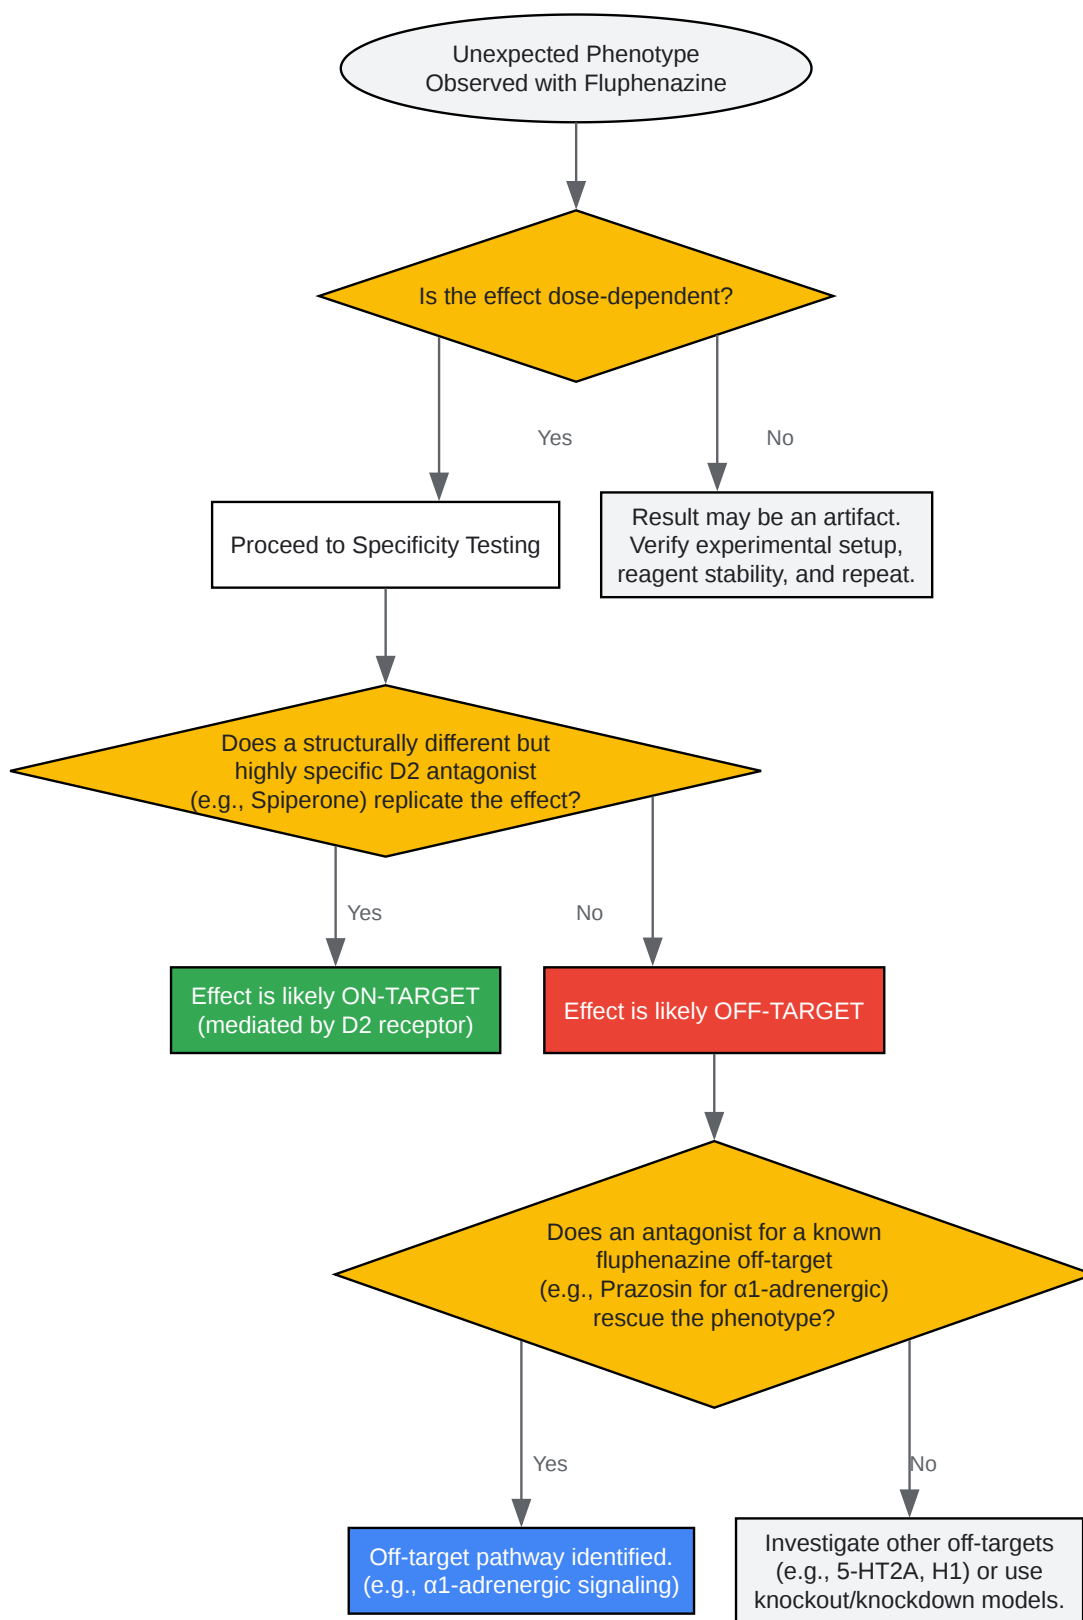 Unexpected Phenotype
Observed with Fluphenazine
Is the effect dose-dependent?
Yes
No
Proceed to Specificity Testing
Result may be an artifact.
Verify experimental setup,
reagent stability, and repeat.
Does a structurally different but
highly specific D2 antagonist
(e.g., Spiperone) replicate the effect?
Yes
No
Effect is likely ON-TARGET
(mediated by D2 receptor)
Effect is likely OFF-TARGET
Does an antagonist for a known
fluphenazine off-target
(e.g., Prazosin for α1-adrenergic)
rescue the phenotype?
Yes
No
Off-target pathway identified.
(e.g., α1-adrenergic signaling)
Investigate other off-targets
(e.g., 5-HT2A, H1) or use
knockout/knockdown models.